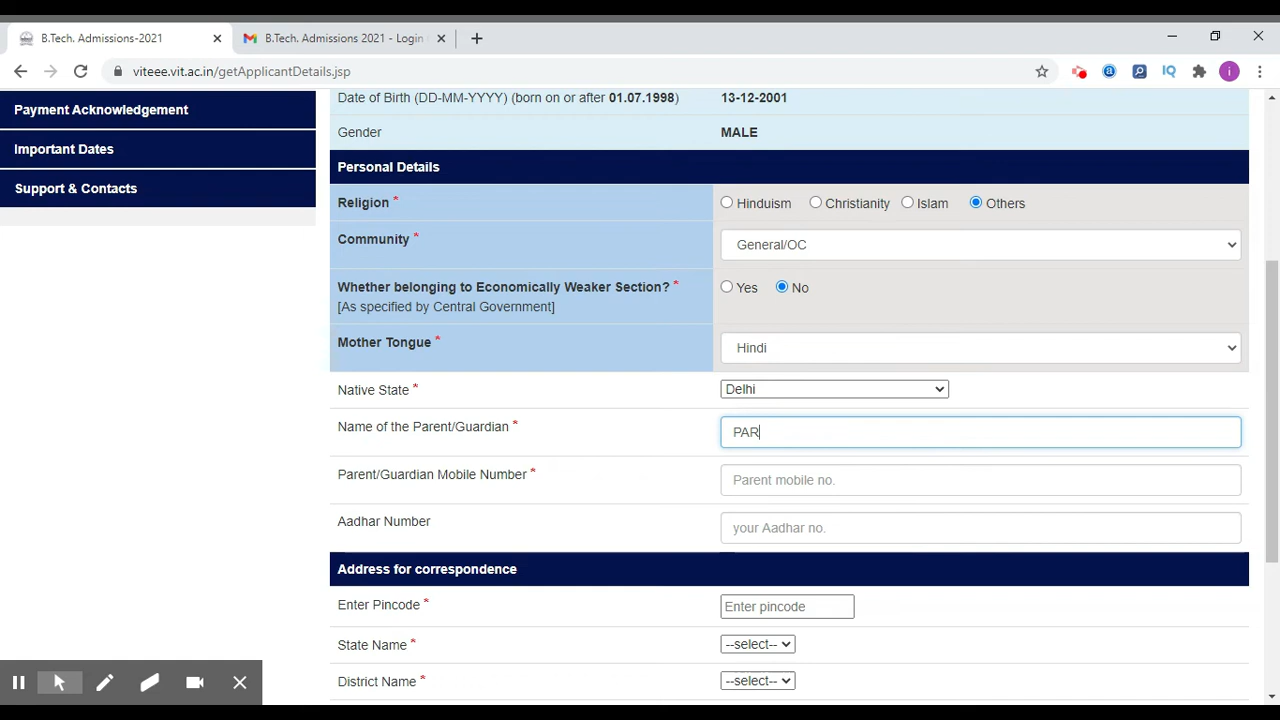 B.Tech. Admissions-2021
B.Tech. Admissions 2021 - Login
viteee.vit.ac.in/getApplicantDetails.jsp
IQ
i
Payment Acknowledgement
Important Dates
Support & Contacts
Date of Birth (DD-MM-YYYY) (born on or after 01.07.1998) 13-12-2001
Gender MALE
Personal Details
Religion * Hinduism Christianity Islam Others
Community * General/OC
Whether belonging to Economically Weaker Section? * Yes No
[As specified by Central Government]
Mother Tongue * Hindi
Native State * Delhi
Name of the Parent/Guardian * PAR
Parent/Guardian Mobile Number * Parent mobile no.
Aadhar Number your Aadhar no.
Address for correspondence
Enter Pincode * Enter pincode
State Name * --select--
District Name * --select--